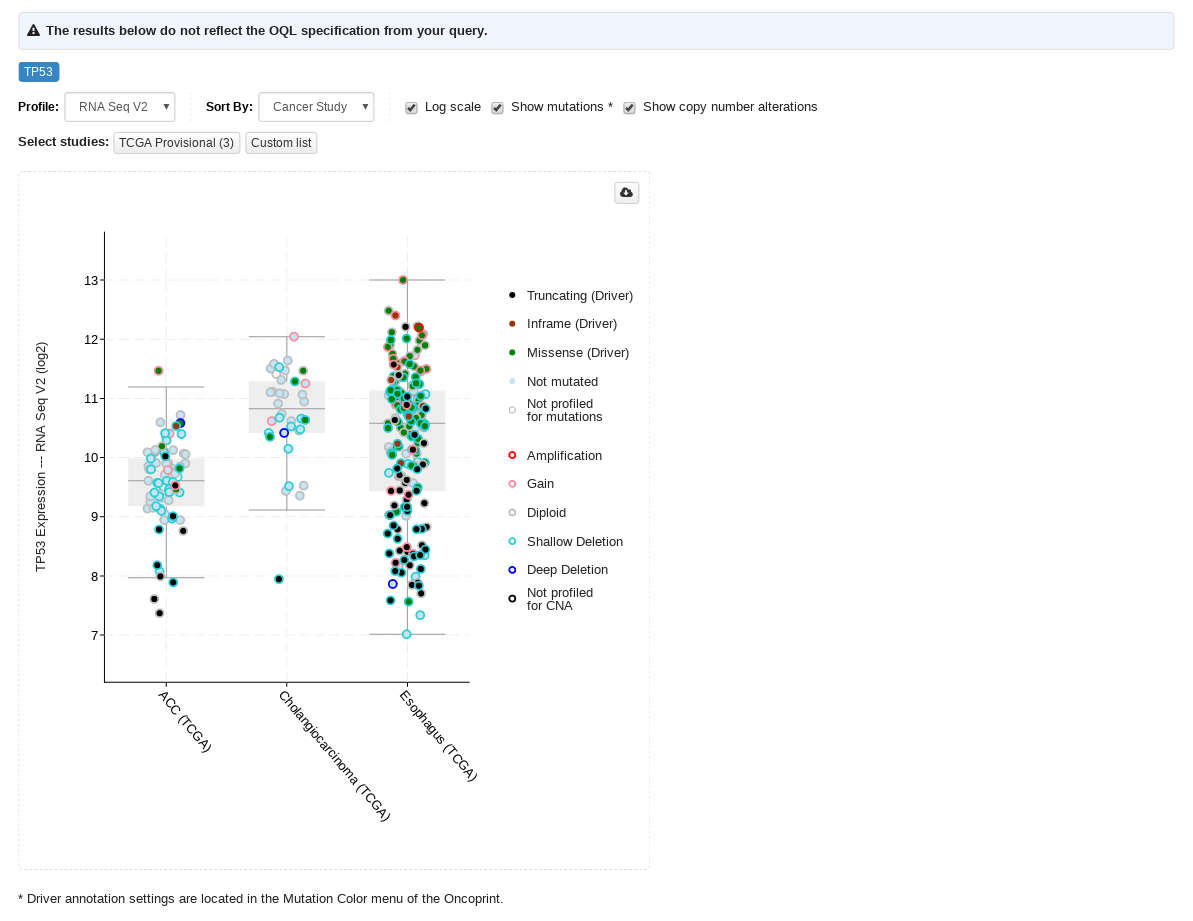 The results below do not reflect the OQL specification from your query.
TP53
Profile: RNA Seq V2 Sort By: Cancer Study Log scale Show mutations * Show copy number alterations
Select studies: TCGA Provisional (3) Custom list
TP53 Expression --- RNA Seq V2 (log2)
13
12
11
10
9
8
7
ACC (TCGA)
Cholangiocarcinoma (TCGA)
Esophagus (TCGA)
Truncating (Driver)
Inframe (Driver)
Missense (Driver)
Not mutated
Not profiled
for mutations
Amplification
Gain
Diploid
Shallow Deletion
Deep Deletion
Not profiled
for CNA
* Driver annotation settings are located in the Mutation Color menu of the Oncoprint.